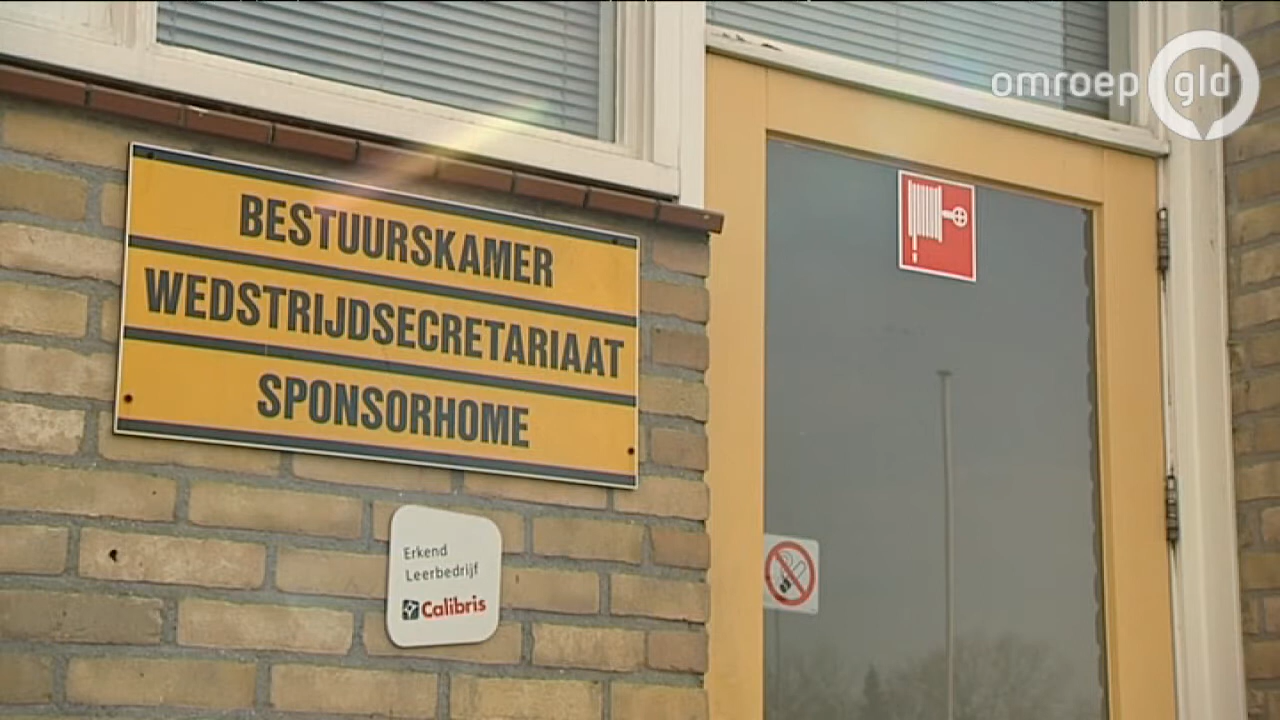 omroep gld
BESTUURSKAMER
WEDSTRIJDSECRETARIAAT
SPONSORHOME
Erkend
Leerbedrijf
Calibris